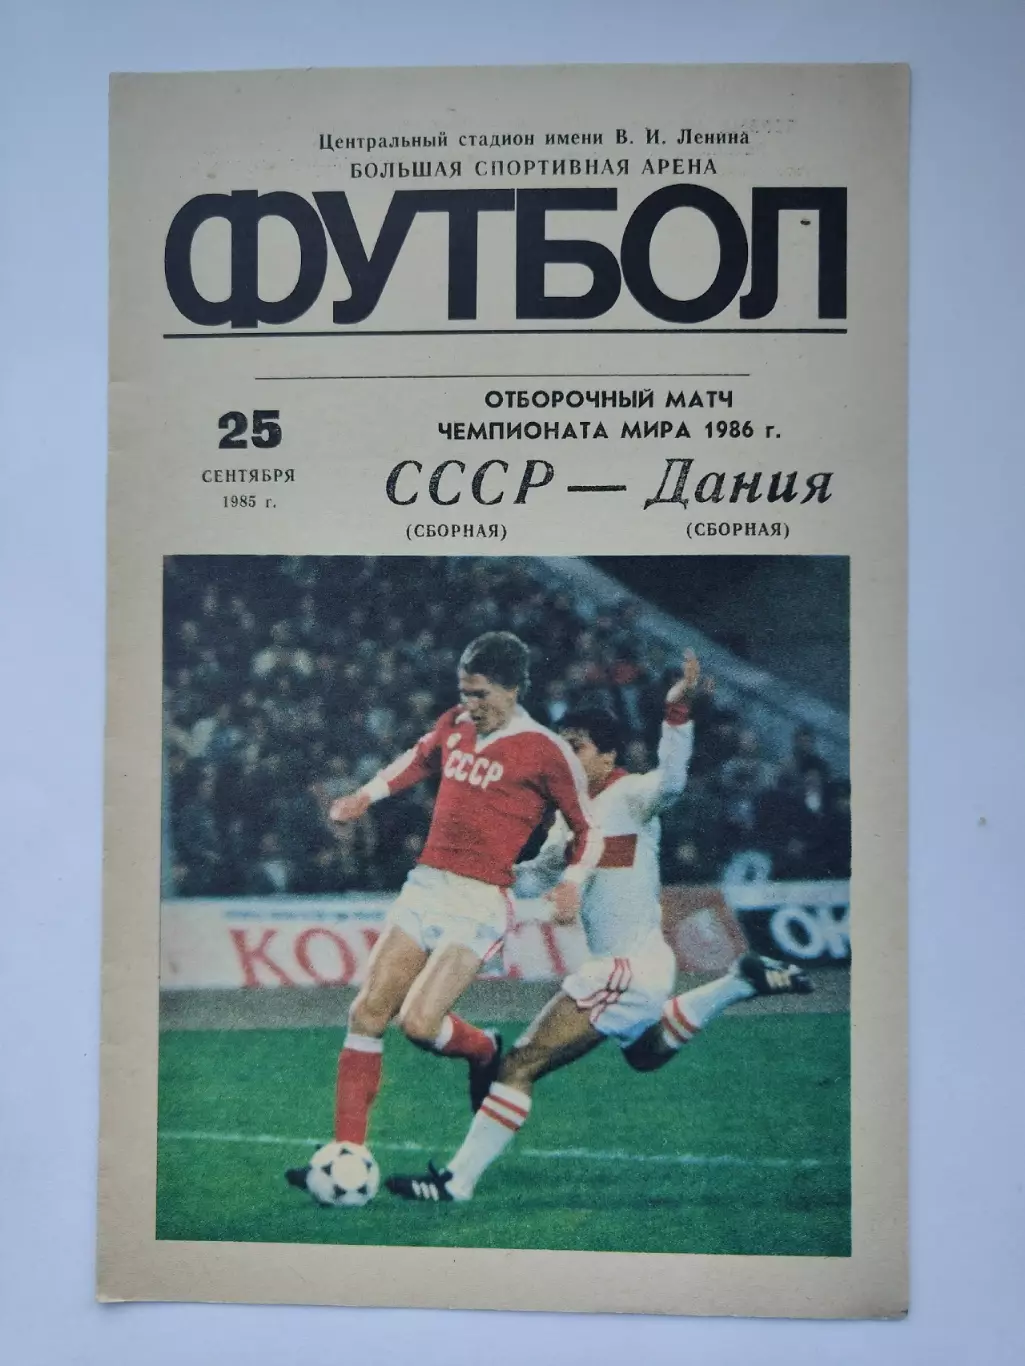 Центральный стадион имени В. И. Ленина
БОЛЬШАЯ СПОРТИВНАЯ АРЕНА
ФУТБОЛ
25
СЕНТЯБРЯ
1985 г.
ОТБОРОЧНЫЙ МАТЧ
ЧЕМПИОНАТА МИРА 1986 г.
СССР — Дания
(СБОРНАЯ) (СБОРНАЯ)
СССР